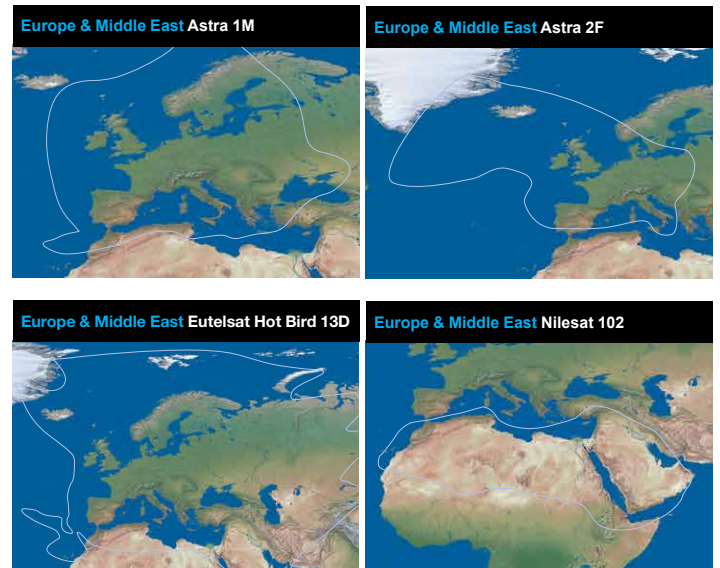 Europe & Middle East Astra 1M
Europe & Middle East Astra 2F
Europe & Middle East Eutelsat Hot Bird 13D
Europe & Middle East Nilesat 102